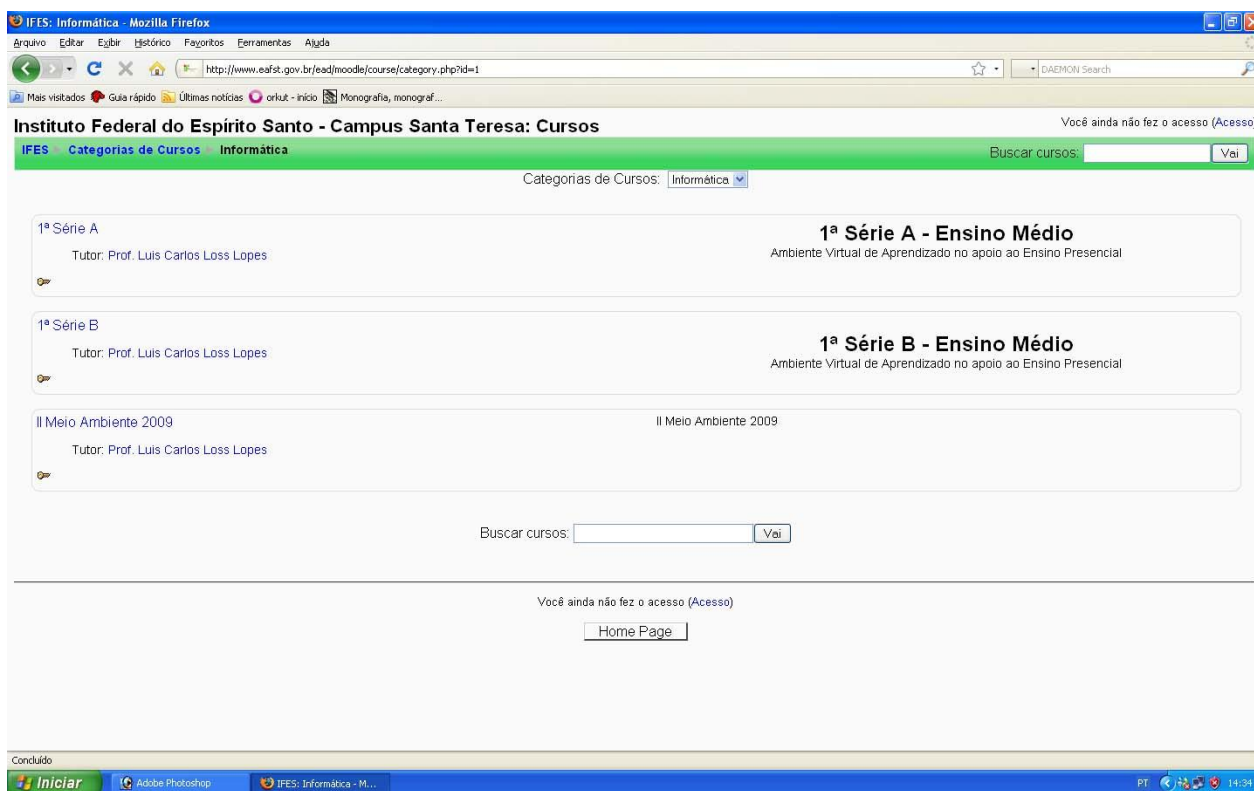 IFES: Informática - Mozilla Firefox
Arquivo Editar Exibir Histórico Favoritos Ferramentas Ajuda
http://www.eafst.gov.br/ead/moodle/course/category.php?id=1 DAEMON Search
Mais visitados Guia rápido Últimas notícias orkut - início Monografia, monograf...
Instituto Federal do Espírito Santo - Campus Santa Teresa: Cursos Você ainda não fez o acesso (Acesso)
IFES Categorias de Cursos Informática Buscar cursos: Vai
Categorias de Cursos: Informática
1ª Série A 1ª Série A - Ensino Médio
Tutor: Prof. Luis Carlos Loss Lopes Ambiente Virtual de Aprendizado no apoio ao Ensino Presencial
1ª Série B 1ª Série B - Ensino Médio
Tutor: Prof. Luis Carlos Loss Lopes Ambiente Virtual de Aprendizado no apoio ao Ensino Presencial
II Meio Ambiente 2009 II Meio Ambiente 2009
Tutor: Prof. Luis Carlos Loss Lopes
Buscar cursos: Vai
Você ainda não fez o acesso (Acesso)
Home Page
Concluído
Iniciar Adobe Photoshop IFES: Informática - M... PT 14:34